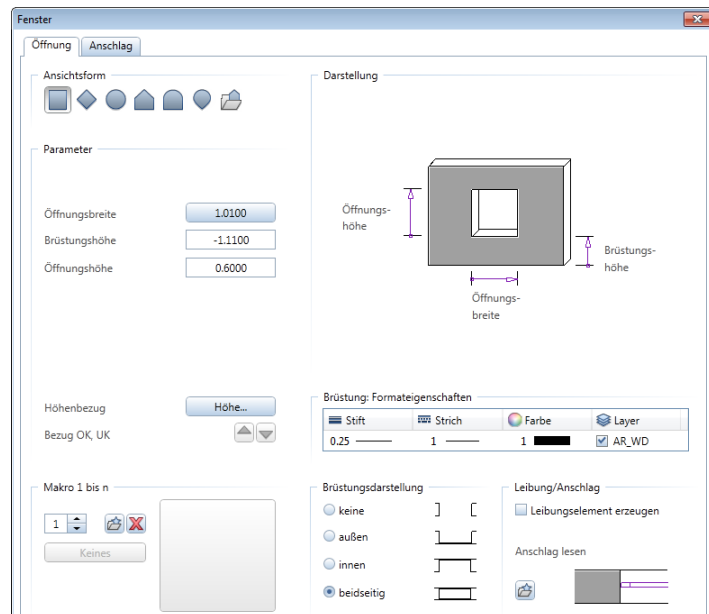 Fenster
Öffnung Anschlag
Ansichtsform
Darstellung
Parameter
Öffnungsbreite 1.0100
Brüstungshöhe -1.1100
Öffnungshöhe 0.6000
Öffnungs-
höhe
Brüstungs-
höhe
Öffnungs-
breite
Höhenbezug Höhe...
Bezug OK, UK
Brüstung: Formateigenschaften
Stift Strich Farbe Layer
0.25 1 1 AR_WD
Makro 1 bis n
1
Keines
Brüstungsdarstellung
keine
außen
innen
beidseitig
Leibung/Anschlag
Leibungselement erzeugen
Anschlag lesen